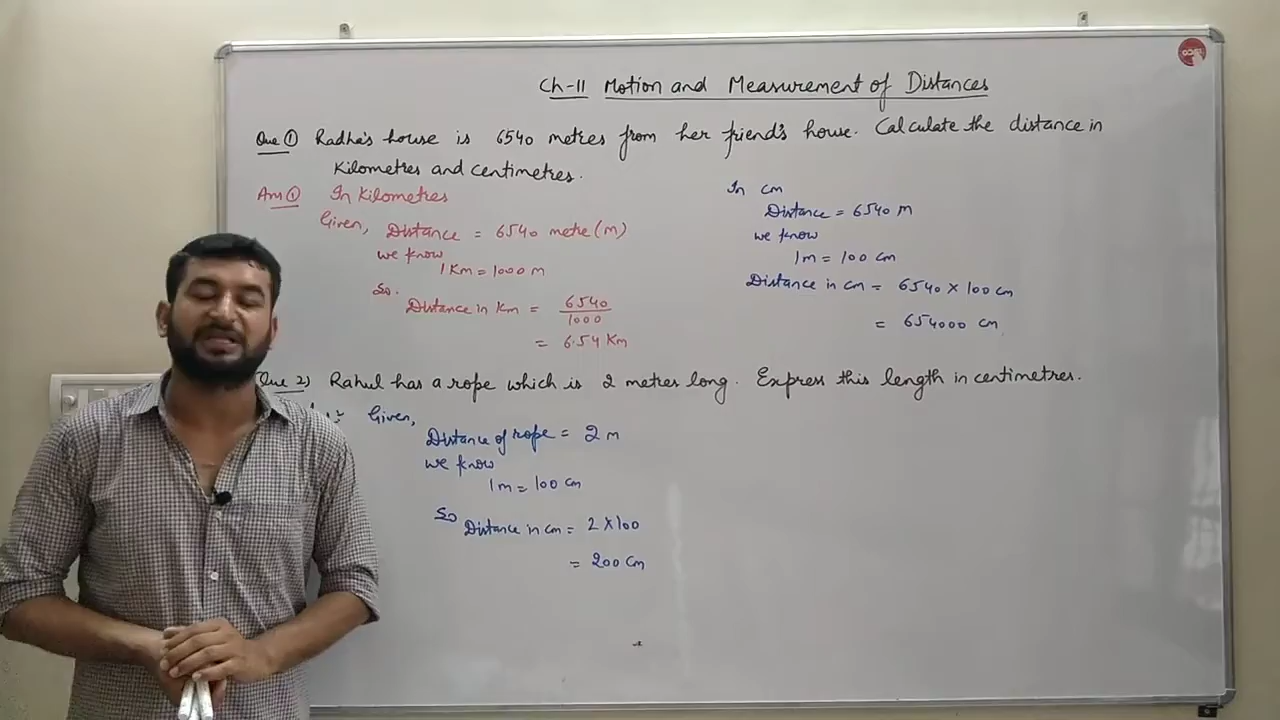 Ch-11 Motion and Measurement of Distances
Que ① Radha's house is 6540 metres from her friend's house. Calculate the distance in
Kilometres and centimetres.
Ans ① In Kilometres
Given, Distance = 6540 metre (m)
we know
1 Km = 1000 m
So.
Distance in Km = 6540/1000
= 6.54 Km
In cm
Distance = 6540 m
we know
1m = 100 cm
Distance in cm = 6540 X 100 cm
= 654000 cm
Que 2) Rahul has a rope which is 2 metres long. Express this length in centimetres.
Given,
Distance of rope = 2 m
we know
1m = 100 cm
So Distance in cm = 2 X 100
= 200 cm